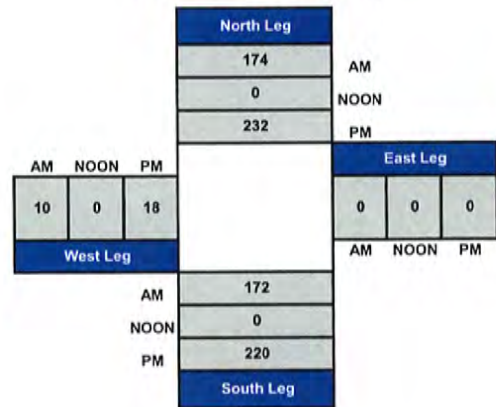 North Leg
174 AM
0 NOON
232 PM
AM NOON PM East Leg
10 0 18 0 0 0
West Leg AM NOON PM
AM 172
NOON 0
PM 220
South Leg